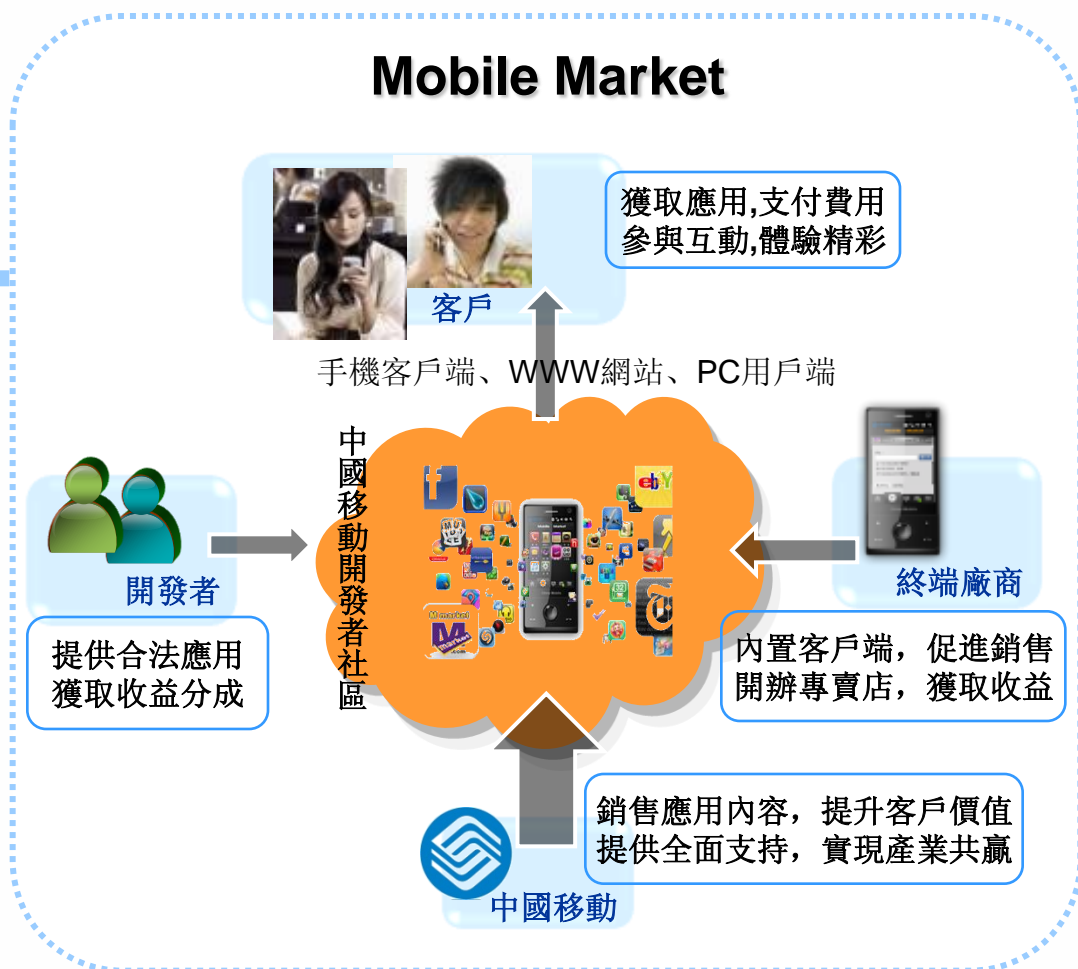 Mobile Market
獲取應用,支付費用
參與互動,體驗精彩
客戶
手機客戶端、WWW網站、PC用戶端
中國移動開發者社區
開發者
提供合法應用
獲取收益分成
終端廠商
內置客戶端，促進銷售
開辦專賣店，獲取收益
銷售應用內容，提升客戶價值
提供全面支持，實現產業共贏
中國移動